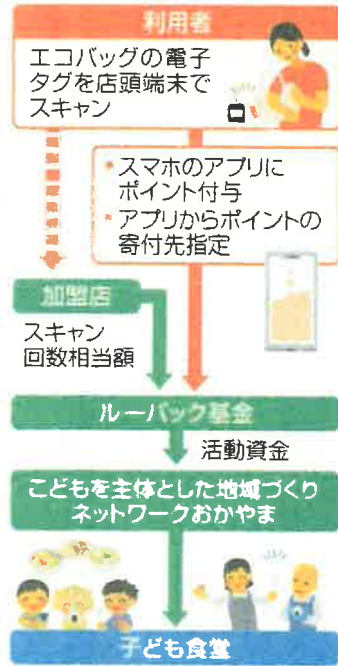 利用者
エコバッグの電子
タグを店頭端末で
スキャン
スマホのアプリに
ポイント付与
アプリからポイントの
寄付先指定
加盟店
スキャン
回数相当額
ルーパック基金
活動資金
こどもを主体とした地域づくり
ネットワークおかやま
子ども食堂